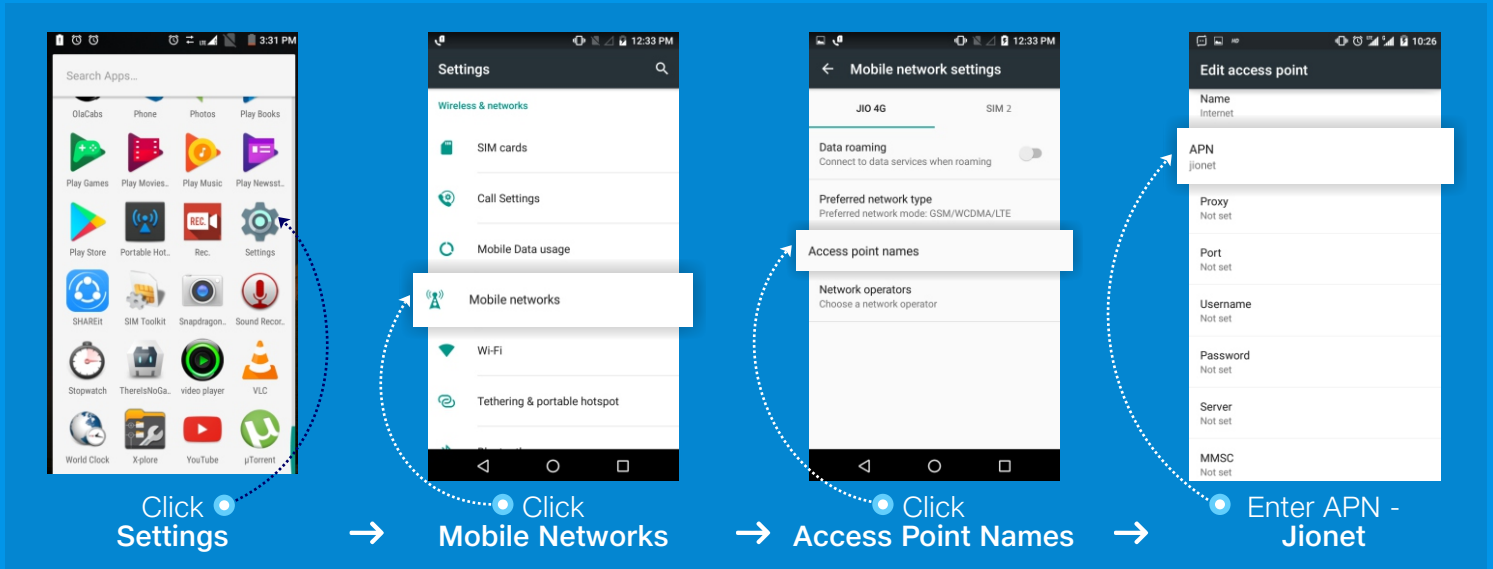 3:31 PM
Search Apps...
OlaCabs Phone Photos Play Books
Play Games Play Movies.. Play Music Play Newsst..
REC.
Play Store Portable Hot.. Rec. Settings
SHAREit SIM Toolkit Snapdragon.. Sound Recor..
Stopwatch ThereIsNoGa.. video player VLC
World Clock X-plore YouTube µTorrent
Click
Settings
12:33 PM
Settings
Wireless & networks
SIM cards
Call Settings
Mobile Data usage
Mobile networks
Wi-Fi
Tethering & portable hotspot
Click
Mobile Networks
12:33 PM
Mobile network settings
JIO 4G SIM 2
Data roaming
Connect to data services when roaming
Preferred network type
Preferred network mode: GSM/WCDMA/LTE
Access point names
Network operators
Choose a network operator
Click
Access Point Names
10:26
Edit access point
Name
Internet
APN
jionet
Proxy
Not set
Port
Not set
Username
Not set
Password
Not set
Server
Not set
MMSC
Not set
Enter APN -
Jionet